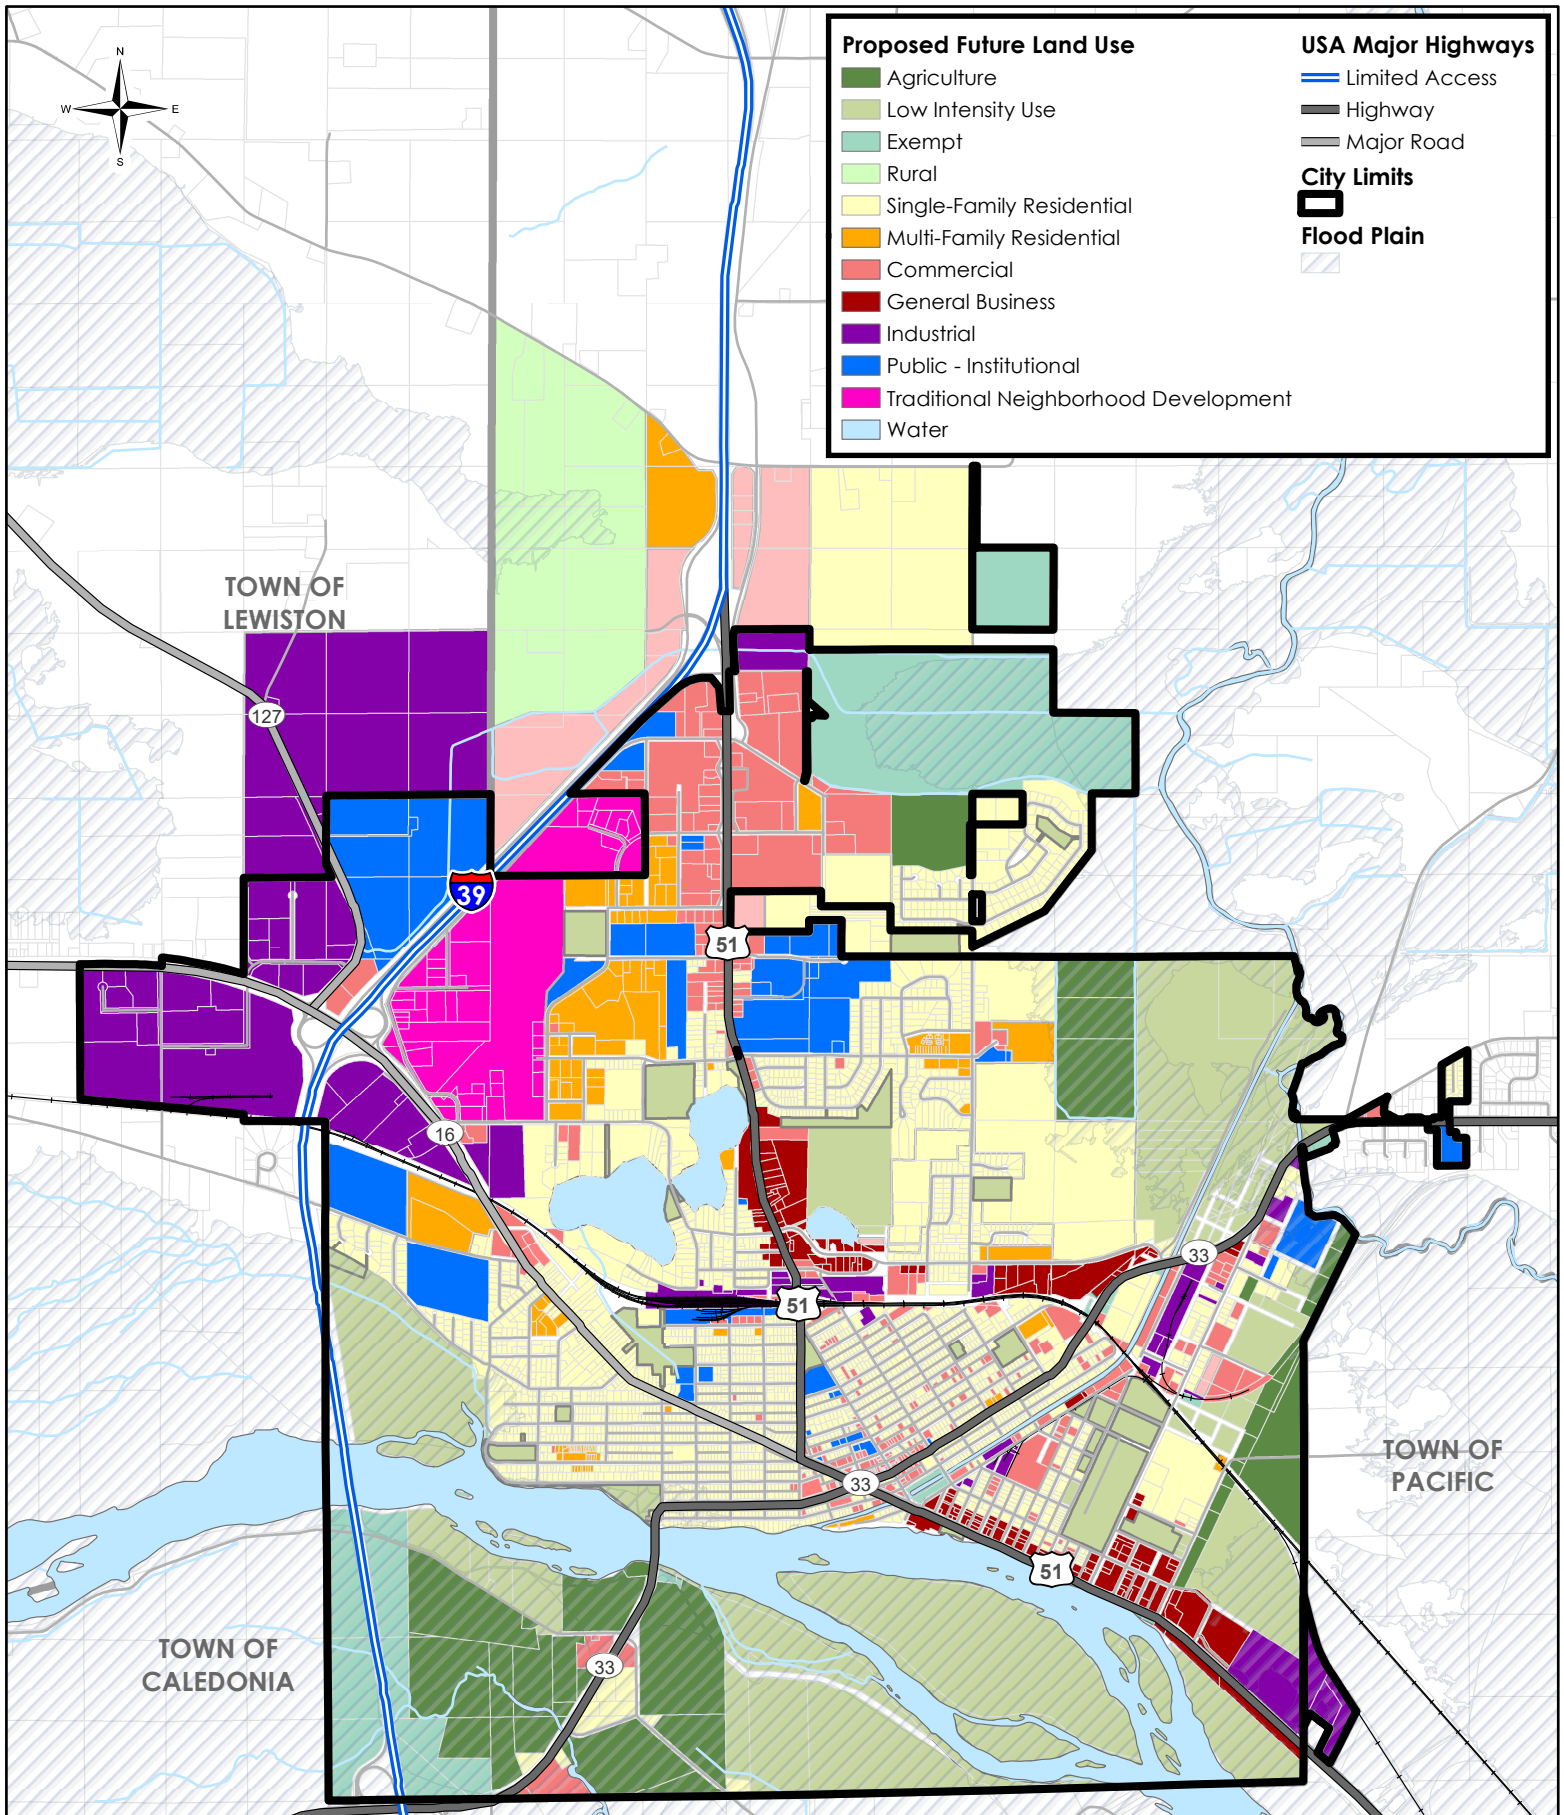 N
W E
S
Proposed Future Land Use
Agriculture
Low Intensity Use
Exempt
Rural
Single-Family Residential
Multi-Family Residential
Commercial
General Business
Industrial
Public - Institutional
Traditional Neighborhood Development
Water
USA Major Highways
Limited Access
Highway
Major Road
City Limits
Flood Plain
TOWN OF
LEWISTON
127
39
51
16
33
51
33
TOWN OF
PACIFIC
51
TOWN OF
CALEDONIA
33